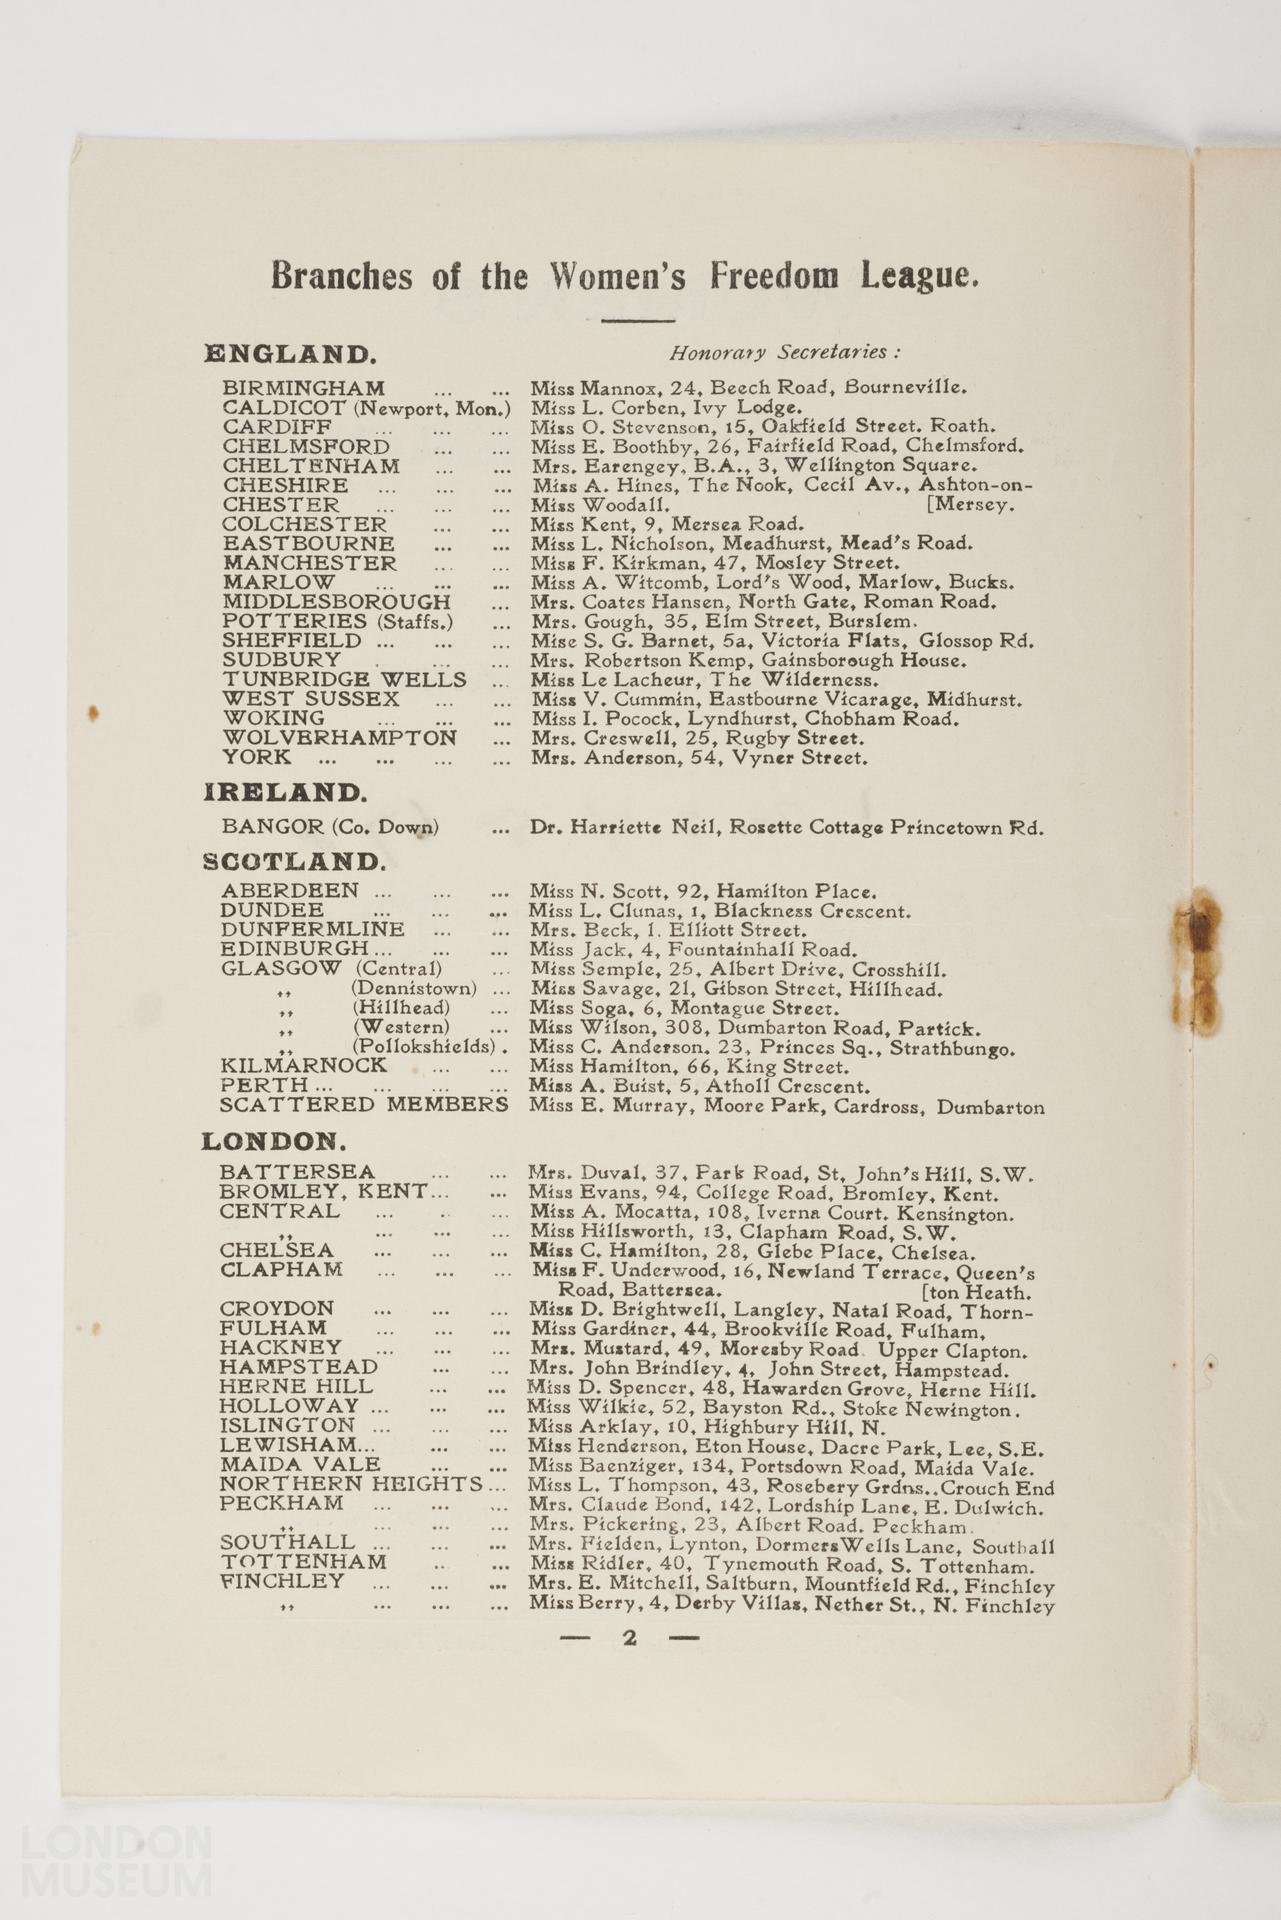 Branches of the Women's Freedom League.
ENGLAND. Honorary Secretaries :
BIRMINGHAM ... ... Miss Mannox, 24, Beech Road, Bourneville.
CALDICOT (Newport, Mon.) Miss L. Corben, Ivy Lodge.
CARDIFF ... ... ... Miss O. Stevenson, 15, Oakfield Street. Roath.
CHELMSFORD ... ... Miss E. Boothby, 26, Fairfield Road, Chelmsford.
CHELTENHAM ... ... Mrs. Earengey, B.A., 3, Wellington Square.
CHESHIRE ... ... ... Miss A. Hines, The Nook, Cecil Av., Ashton-on-
CHESTER ... ... ... Miss Woodall. [Mersey.
COLCHESTER ... ... Miss Kent, 9, Mersea Road.
EASTBOURNE ... ... Miss L. Nicholson, Meadhurst, Mead's Road.
MANCHESTER ... ... Miss F. Kirkman, 47, Mosley Street.
MARLOW ... ... ... Miss A. Witcomb, Lord's Wood, Marlow, Bucks.
MIDDLESBOROUGH ... Mrs. Coates Hansen, North Gate, Roman Road.
POTTERIES (Staffs.) ... Mrs. Gough, 35, Elm Street, Burslem.
SHEFFIELD ... ... ... Mise S. G. Barnet, 5a, Victoria Flats, Glossop Rd.
SUDBURY . ... ... Mrs. Robertson Kemp, Gainsborough House.
TUNBRIDGE WELLS ... Miss Le Lacheur, The Wilderness.
WEST SUSSEX ... ... Miss V. Cummin, Eastbourne Vicarage, Midhurst.
WOKING ... ... ... Miss I. Pocock, Lyndhurst, Chobham Road.
WOLVERHAMPTON ... Mrs. Creswell, 25, Rugby Street.
YORK ... ... ... ... Mrs. Anderson, 54, Vyner Street.
IRELAND.
BANGOR (Co. Down) ... Dr. Harriette Neil, Rosette Cottage Princetown Rd.
SCOTLAND.
ABERDEEN ... ... ... Miss N. Scott, 92, Hamilton Place.
DUNDEE ... ... ... Miss L. Clunas, 1, Blackness Crescent.
DUNFERMLINE ... ... Mrs. Beck, 1. Elliott Street.
EDINBURGH ... ... ... Miss Jack, 4, Fountainhall Road.
GLASGOW (Central) ... Miss Semple, 25, Albert Drive, Crosshill.
,, (Dennistown) ... Miss Savage, 21, Gibson Street, Hillhead.
,, (Hillhead) ... Miss Soga, 6, Montague Street.
,, (Western) ... Miss Wilson, 308, Dumbarton Road, Partick.
,, (Pollokshields) . Miss C. Anderson. 23, Princes Sq., Strathbungo.
KILMARNOCK ... ... Miss Hamilton, 66, King Street.
PERTH ... ... ... ... Miss A. Buist, 5, Atholl Crescent.
SCATTERED MEMBERS Miss E. Murray, Moore Park, Cardross, Dumbarton
LONDON.
BATTERSEA ... ... Mrs. Duval, 37, Park Road, St, John's Hill, S.W.
BROMLEY, KENT ... ... Miss Evans, 94, College Road, Bromley, Kent.
CENTRAL ... .. ... Miss A. Mocatta, 108, Iverna Court. Kensington.
,, ... ... ... Miss Hillsworth, 13, Clapham Road, S.W.
CHELSEA ... ... ... Miss C. Hamilton, 28, Glebe Place, Chelsea.
CLAPHAM ... ... ... Miss F. Underwood, 16, Newland Terrace, Queen's
Road, Battersea. [ton Heath.
CROYDON ... ... ... Miss D. Brightwell, Langley, Natal Road, Thorn-
FULHAM ... ... ... Miss Gardiner, 44, Brookville Road, Fulham,
HACKNEY ... ... ... Mrs. Mustard, 49, Moresby Road. Upper Clapton.
HAMPSTEAD ... ... Mrs. John Brindley, 4, John Street, Hampstead.
HERNE HILL ... ... Miss D. Spencer, 48, Hawarden Grove, Herne Hill.
HOLLOWAY ... ... ... Miss Wilkie, 52, Bayston Rd., Stoke Newington.
ISLINGTON ... ... ... Miss Arklay, 10, Highbury Hill, N.
LEWISHAM... ... ... Miss Henderson, Eton House, Dacre Park, Lee, S.E.
MAIDA VALE ... ... Miss Baenziger, 134, Portsdown Road, Maida Vale.
NORTHERN HEIGHTS ... Miss L. Thompson, 43, Rosebery Grdns., Crouch End
PECKHAM ... ... ... Mrs. Claude Bond, 142, Lordship Lane, E. Dulwich.
,, ... ... ... Mrs. Pickering, 23, Albert Road. Peckham.
SOUTHALL ... ... ... Mrs. Fielden, Lynton, Dormers Wells Lane, Southall
TOTTENHAM .. ... Miss Ridler, 40, Tynemouth Road, S. Tottenham.
FINCHLEY ... ... ... Mrs. E. Mitchell, Saltburn, Mountfield Rd., Finchley
,, ... ... ... Miss Berry, 4, Derby Villas, Nether St., N. Finchley
— 2 —
LONDON
MUSEUM